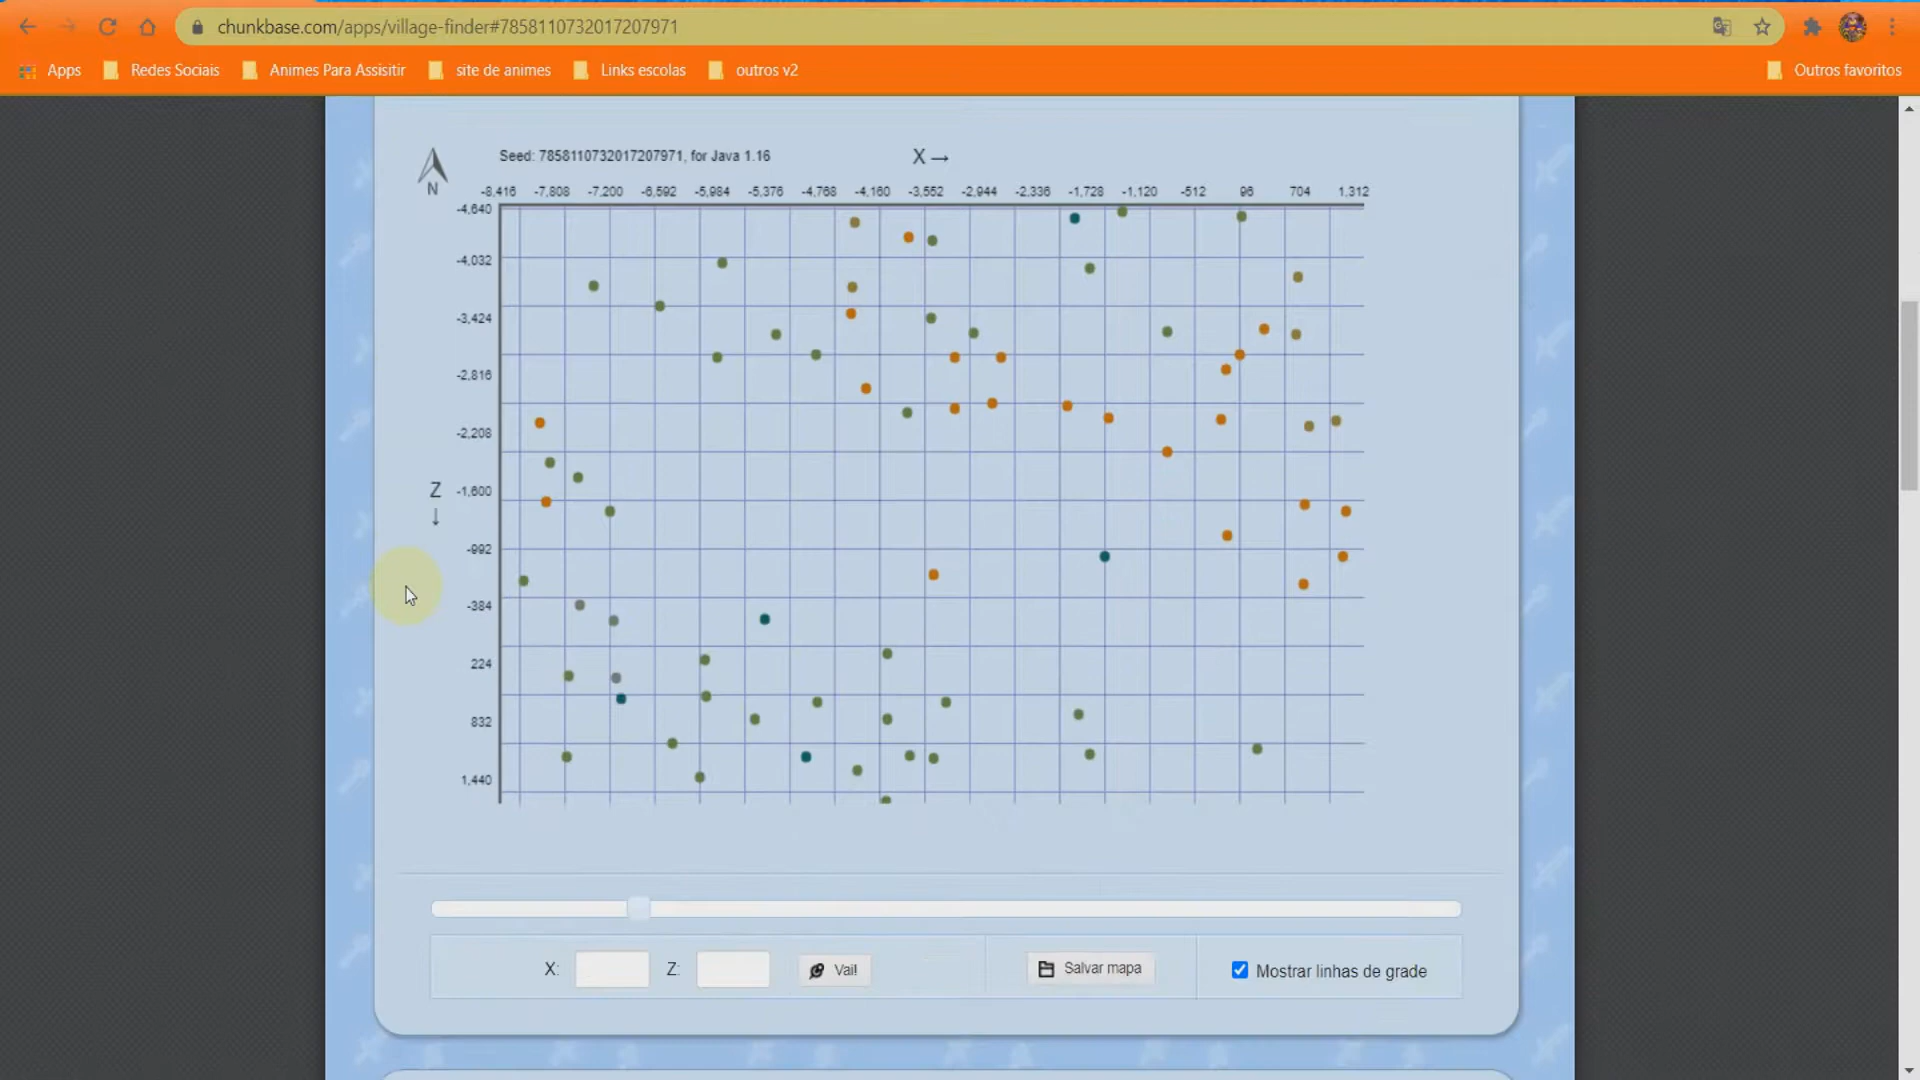 chunkbase.com/apps/village-finder#7858110732017207971
Apps Redes Sociais Animes Para Assisitir site de animes Links escolas outros v2 Outros favoritos
N
Seed: 7858110732017207971, for Java 1.16 X→
-8,416 -7,808 -7,200 -6,592 -5,984 -5,376 -4,768 -4,160 -3,552 -2,944 -2,336 -1,728 -1,120 -512 96 704 1,312
-4,640
-4,032
-3,424
-2,816
-2,208
Z
↓
-1,600
-992
-384
224
832
1,440
X: Z: Vai! Salvar mapa Mostrar linhas de grade